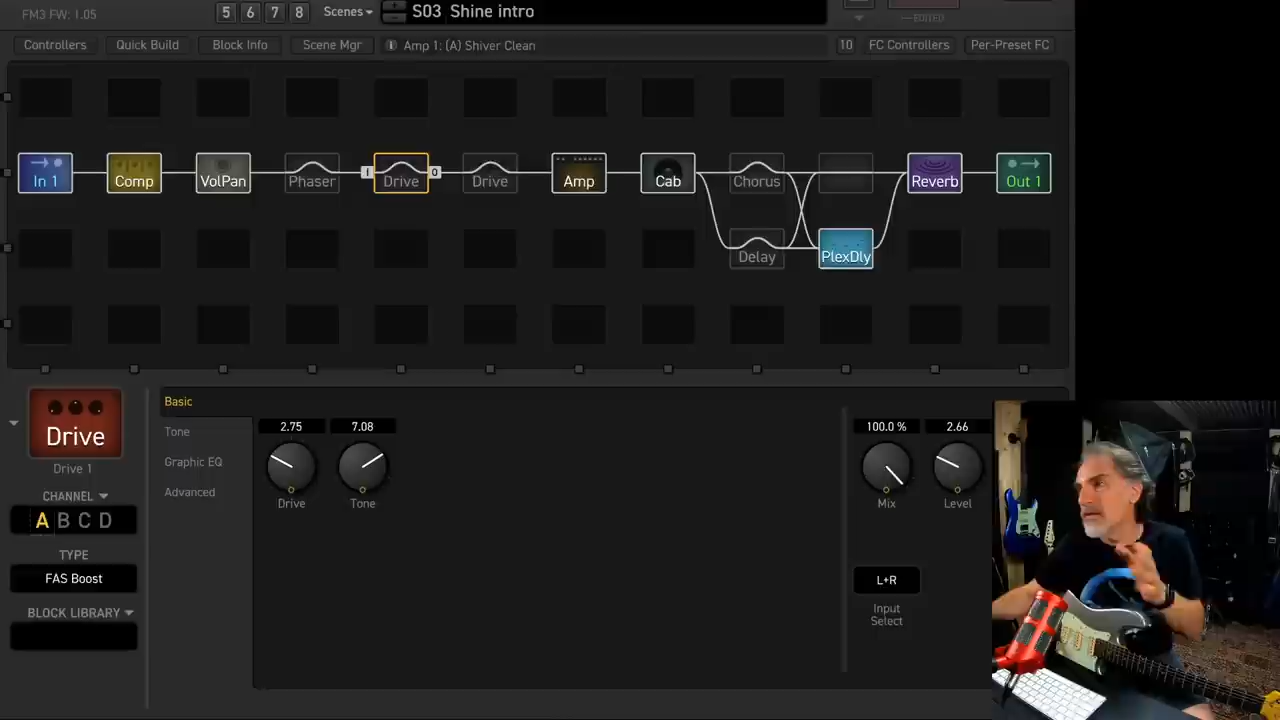 FM3 FW: 1.05
5 6 7 8
Scenes
S03 Shine intro
EDITED
Controllers
Quick Build
Block Info
Scene Mgr
Amp 1: (A) Shiver Clean
10
FC Controllers
Per-Preset FC
In 1
Comp
VolPan
Phaser
I
Drive
O
Drive
Amp
Cab
Chorus
Reverb
Out 1
Delay
PlexDly
Drive
Drive 1
CHANNEL
A B C D
TYPE
FAS Boost
BLOCK LIBRARY
Basic
Tone
Graphic EQ
Advanced
2.75
7.08
Drive
Tone
100.0 %
2.66
Mix
Level
L+R
Input
Select